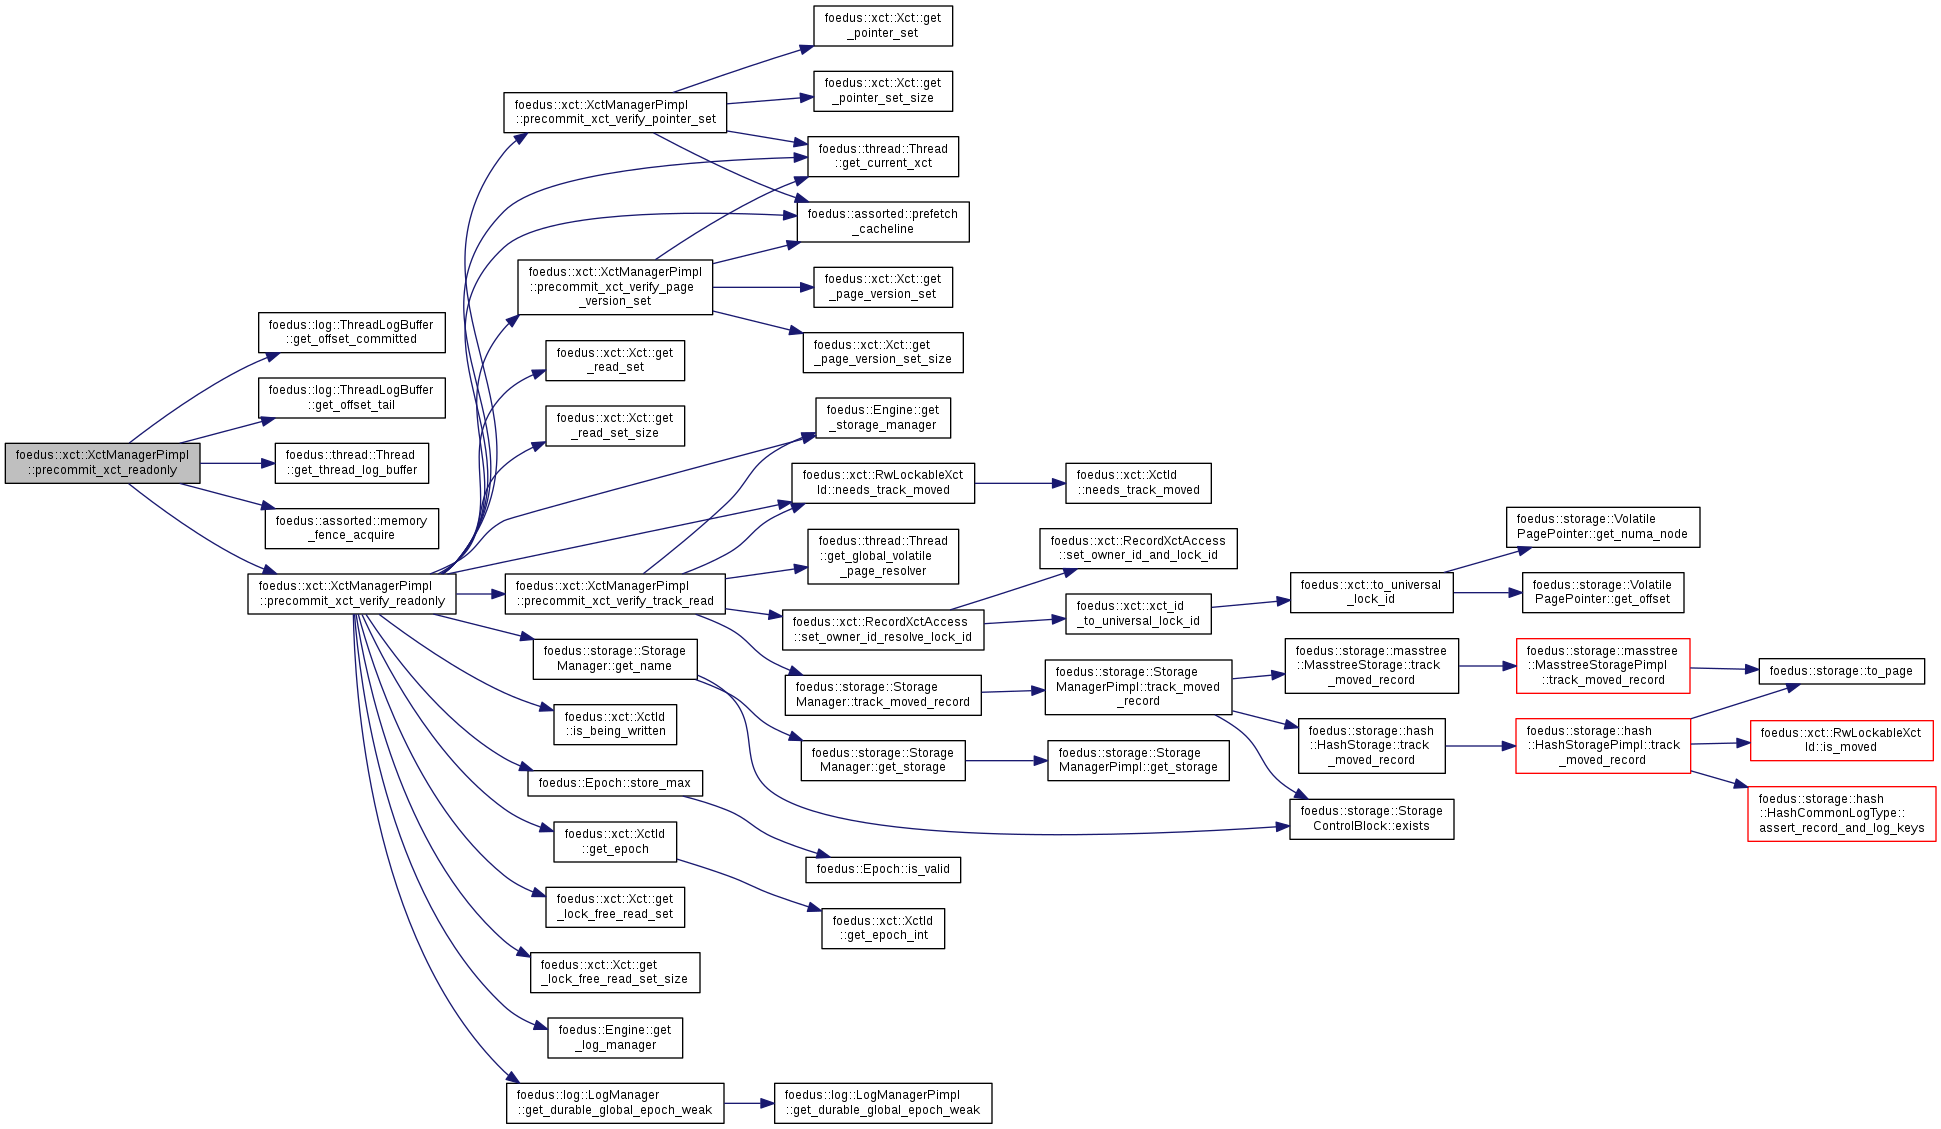 foedus::xct::XctManagerPimpl
::precommit_xct_readonly
foedus::log::ThreadLogBuffer
::get_offset_committed
foedus::log::ThreadLogBuffer
::get_offset_tail
foedus::thread::Thread
::get_thread_log_buffer
foedus::assorted::memory
_fence_acquire
foedus::xct::XctManagerPimpl
::precommit_xct_verify_readonly
foedus::xct::XctManagerPimpl
::precommit_xct_verify_pointer_set
foedus::xct::XctManagerPimpl
::precommit_xct_verify_page
_version_set
foedus::xct::Xct::get
_read_set
foedus::xct::Xct::get
_read_set_size
foedus::xct::XctManagerPimpl
::precommit_xct_verify_track_read
foedus::storage::Storage
Manager::get_name
foedus::xct::XctId
::is_being_written
foedus::Epoch::store_max
foedus::xct::XctId
::get_epoch
foedus::xct::Xct::get
_lock_free_read_set
foedus::xct::Xct::get
_lock_free_read_set_size
foedus::Engine::get
_log_manager
foedus::log::LogManager
::get_durable_global_epoch_weak
foedus::xct::Xct::get
_pointer_set
foedus::xct::Xct::get
_pointer_set_size
foedus::thread::Thread
::get_current_xct
foedus::assorted::prefetch
_cacheline
foedus::xct::Xct::get
_page_version_set
foedus::xct::Xct::get
_page_version_set_size
foedus::Engine::get
_storage_manager
foedus::xct::RwLockableXct
Id::needs_track_moved
foedus::thread::Thread
::get_global_volatile
_page_resolver
foedus::xct::RecordXctAccess
::set_owner_id_resolve_lock_id
foedus::storage::Storage
Manager::track_moved_record
foedus::storage::Storage
Manager::get_storage
foedus::Epoch::is_valid
foedus::xct::XctId
::get_epoch_int
foedus::log::LogManagerPimpl
::get_durable_global_epoch_weak
foedus::xct::XctId
::needs_track_moved
foedus::xct::RecordXctAccess
::set_owner_id_and_lock_id
foedus::xct::xct_id
_to_universal_lock_id
foedus::storage::Storage
ManagerPimpl::track_moved
_record
foedus::storage::Storage
ManagerPimpl::get_storage
foedus::xct::to_universal
_lock_id
foedus::storage::masstree
::MasstreeStorage::track
_moved_record
foedus::storage::hash
::HashStorage::track
_moved_record
foedus::storage::Storage
ControlBlock::exists
foedus::storage::Volatile
PagePointer::get_numa_node
foedus::storage::Volatile
PagePointer::get_offset
foedus::storage::masstree
::MasstreeStoragePimpl
::track_moved_record
foedus::storage::hash
::HashStoragePimpl::track
_moved_record
foedus::storage::to_page
foedus::xct::RwLockableXct
Id::is_moved
foedus::storage::hash
::HashCommonLogType::
assert_record_and_log_keys